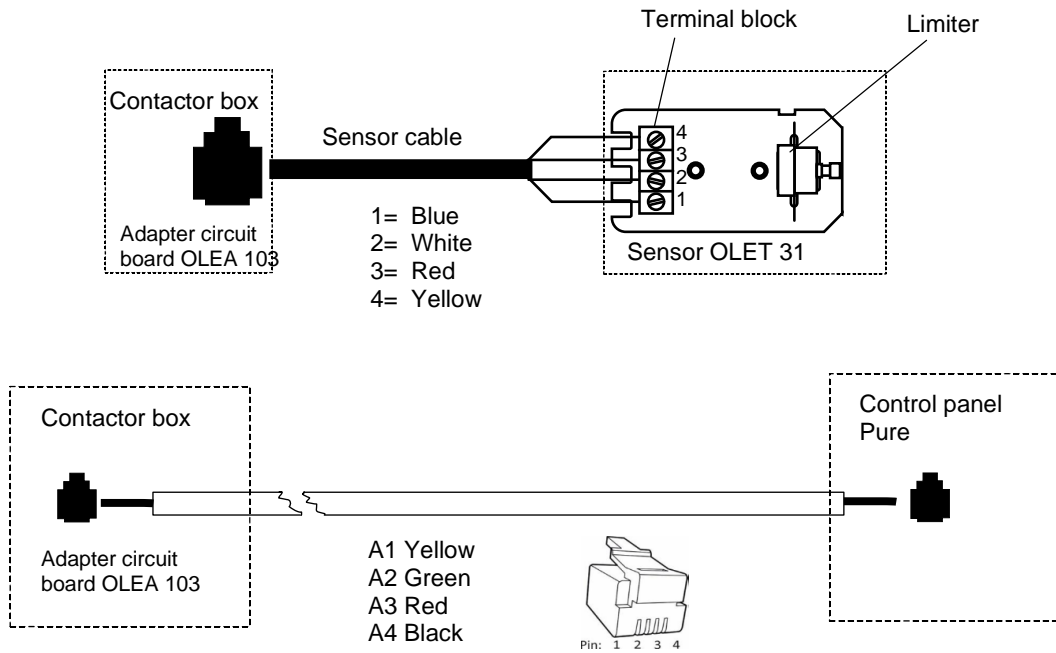 Terminal block
Limiter
Contactor box
Sensor cable
4
3
2
1
1= Blue
2= White
3= Red
4= Yellow
Adapter circuit
board OLEA 103
Sensor OLET 31
Contactor box
Control panel
Pure
Adapter circuit
board OLEA 103
A1 Yellow
A2 Green
A3 Red
A4 Black
Pin: 1 2 3 4